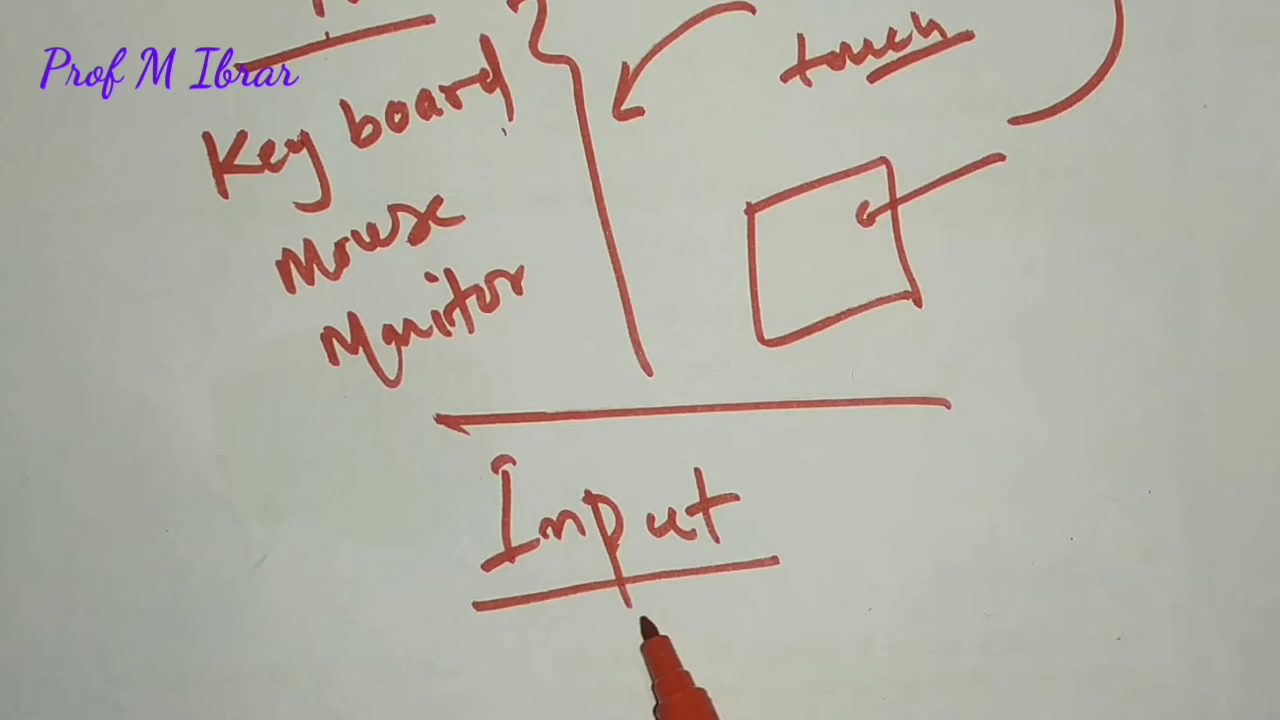 Prof M Ibrar
Key board
Mouse
Monitor
touch
Input